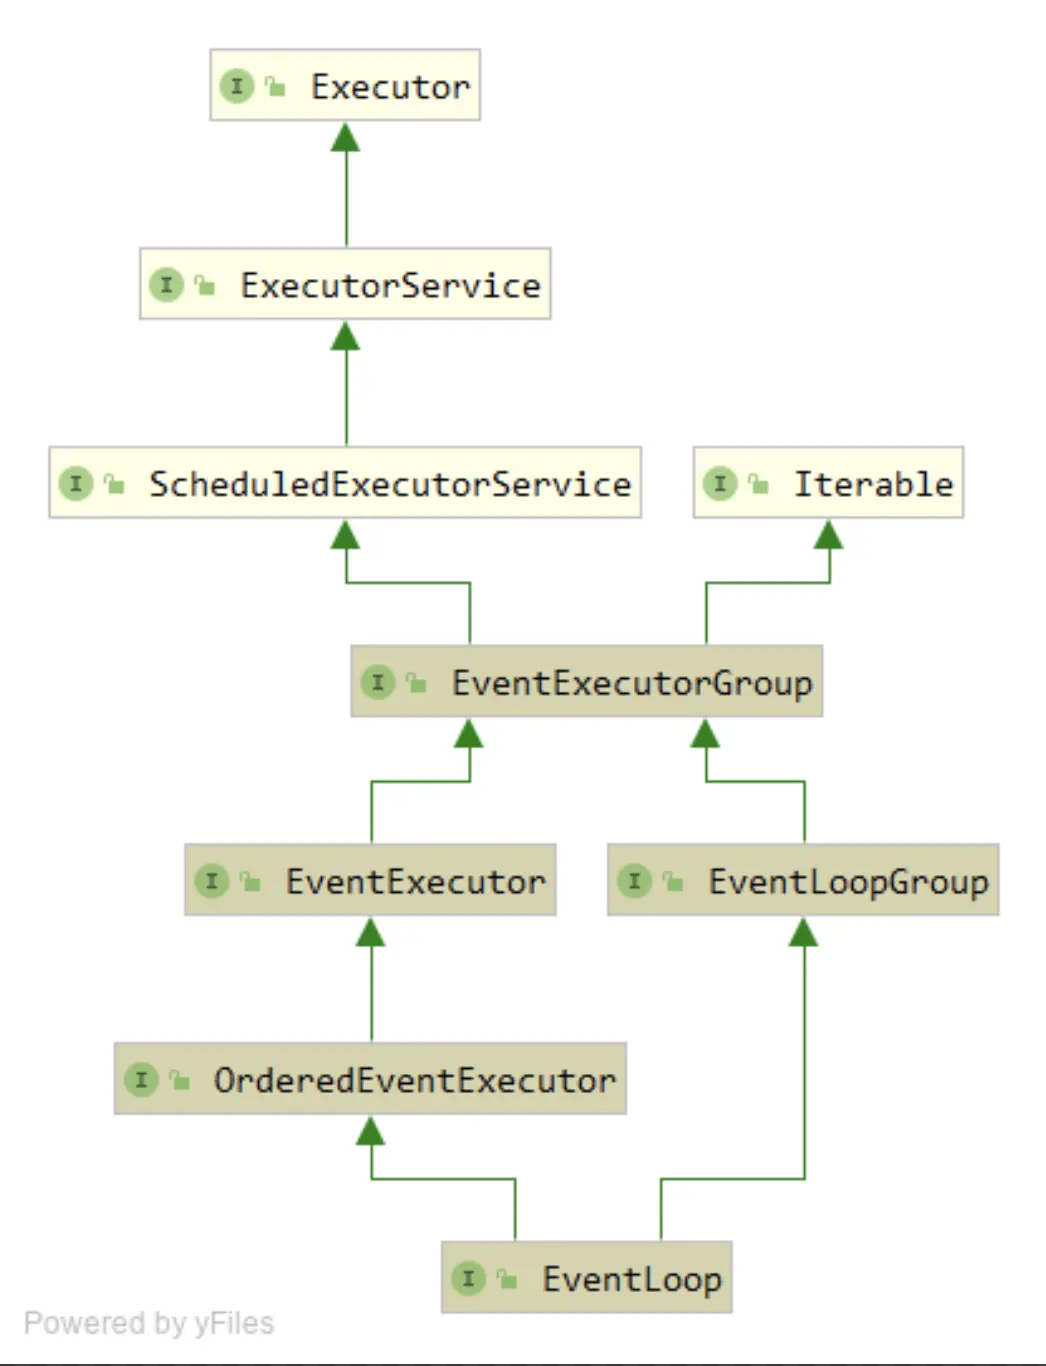 Executor
ExecutorService
ScheduledExecutorService
Iterable
EventExecutorGroup
EventExecutor
EventLoopGroup
OrderedEventExecutor
EventLoop
Powered by yFiles